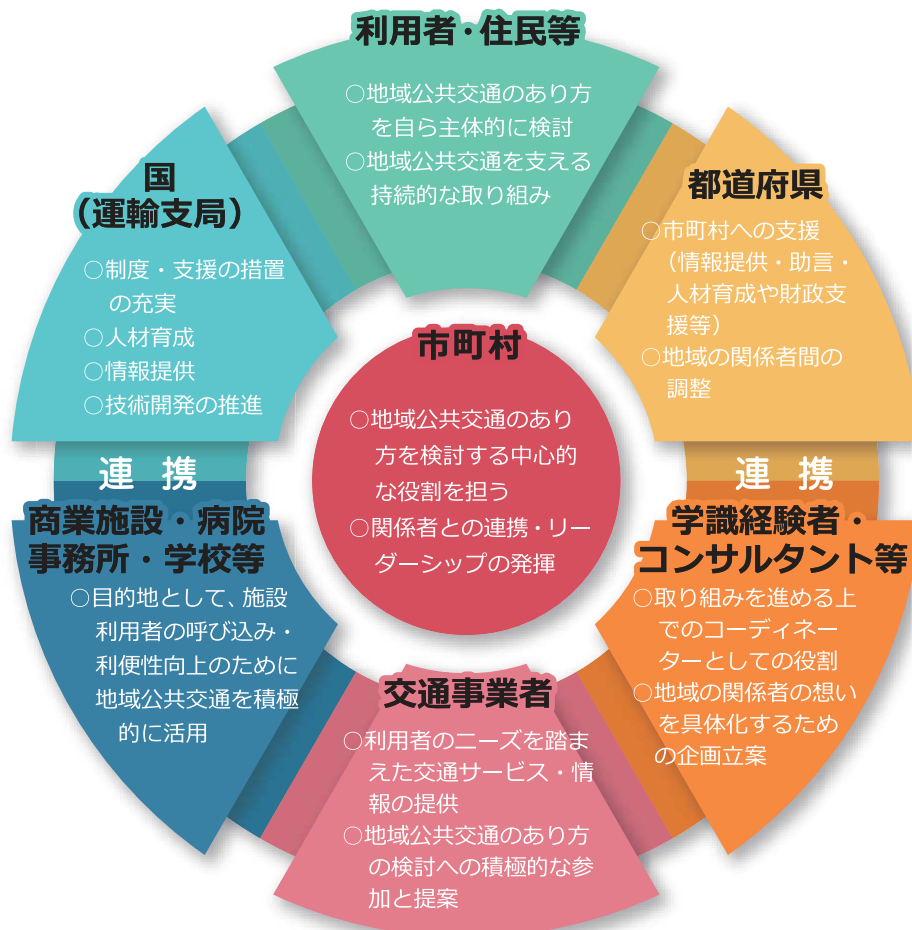 利用者・住民等
○地域公共交通のあり方
を自ら主体的に検討
○地域公共交通を支える
持続的な取り組み
国
（運輸支局）
○制度・支援の措置
の充実
○人材育成
○情報提供
○技術開発の推進
都道府県
○市町村への支援
（情報提供・助言・
人材育成や財政支
援等）
○地域の関係者間の
調整
市町村
○地域公共交通のあり
方を検討する中心的
な役割を担う
○関係者との連携・リー
ダーシップの発揮
連 携
連 携
商業施設・病院
事務所・学校等
○目的地として、施設
利用者の呼び込み・
利便性向上のために
地域公共交通を積極
的に活用
学識経験者・
コンサルタント等
○取り組みを進める上
でのコーディネー
ターとしての役割
○地域の関係者の想い
を具体化するため
の企画立案
交通事業者
○利用者のニーズを踏ま
えた交通サービス・情
報の提供
○地域公共交通のあり方
の検討への積極的な参
加と提案